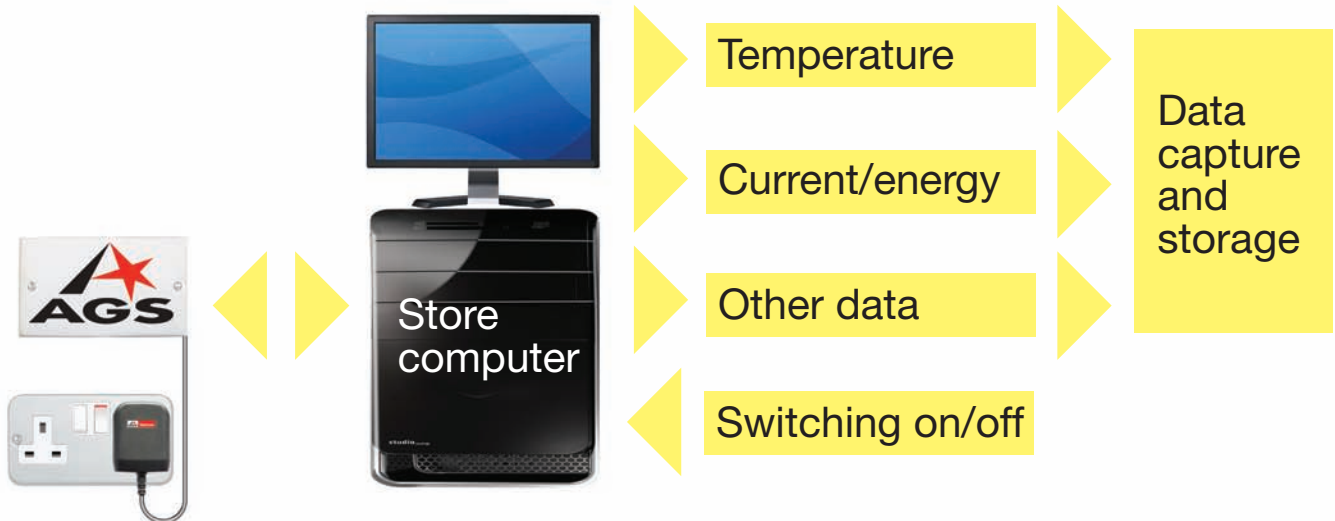 AGS
Store
computer
Temperature
Current/energy
Other data
Switching on/off
Data
capture
and
storage